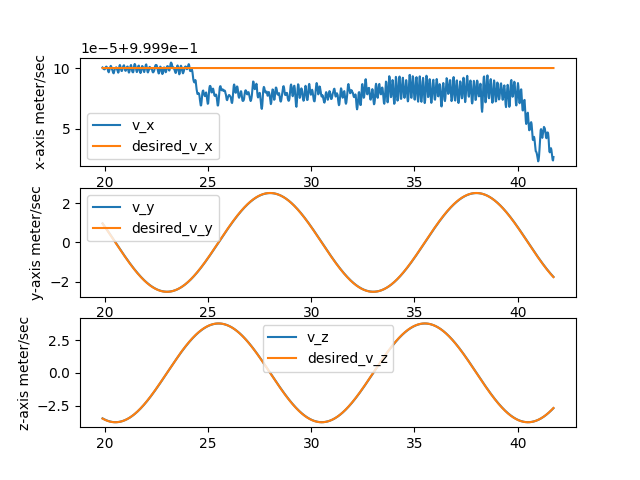 1e-5+9.999e-1
x-axis meter/sec
10
5
v_x
desired_v_x
20 25 30 35 40
y-axis meter/sec
2
0
−2
v_y
desired_v_y
20 25 30 35 40
z-axis meter/sec
2.5
0.0
−2.5
v_z
desired_v_z
20 25 30 35 40